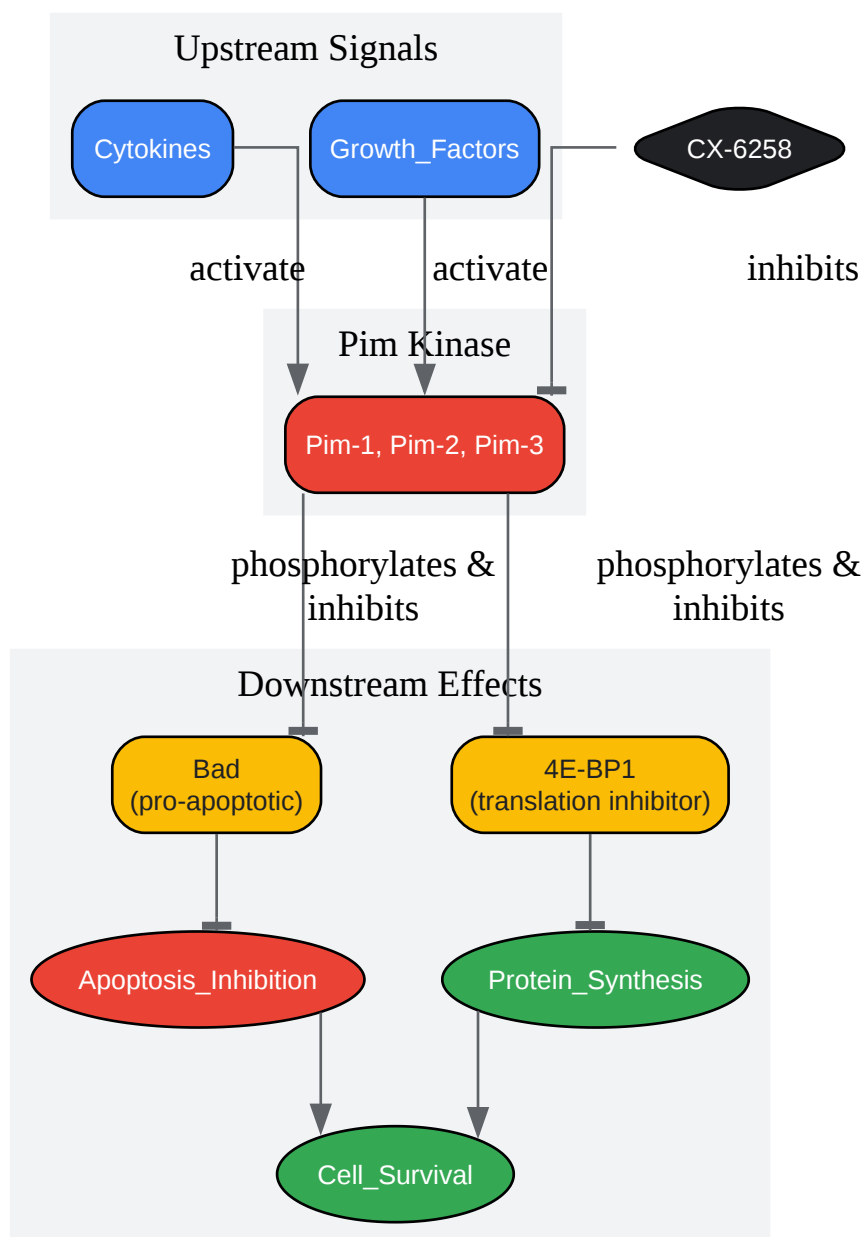 Upstream Signals
Cytokines
Growth_Factors
CX-6258
activate
activate
inhibits
Pim Kinase
Pim-1, Pim-2, Pim-3
phosphorylates &
inhibits
phosphorylates &
inhibits
Downstream Effects
Bad
(pro-apoptotic)
4E-BP1
(translation inhibitor)
Apoptosis_Inhibition
Protein_Synthesis
Cell_Survival